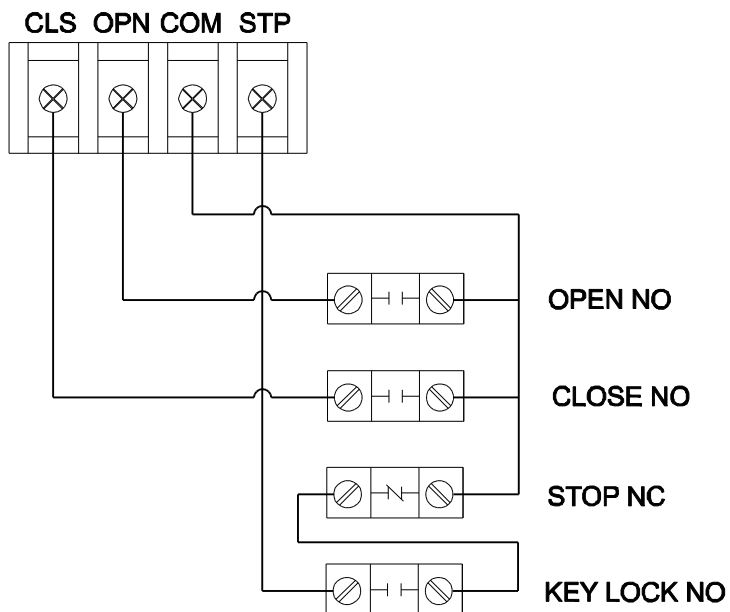 CLS OPN COM STP
OPEN NO
CLOSE NO
STOP NC
KEY LOCK NO